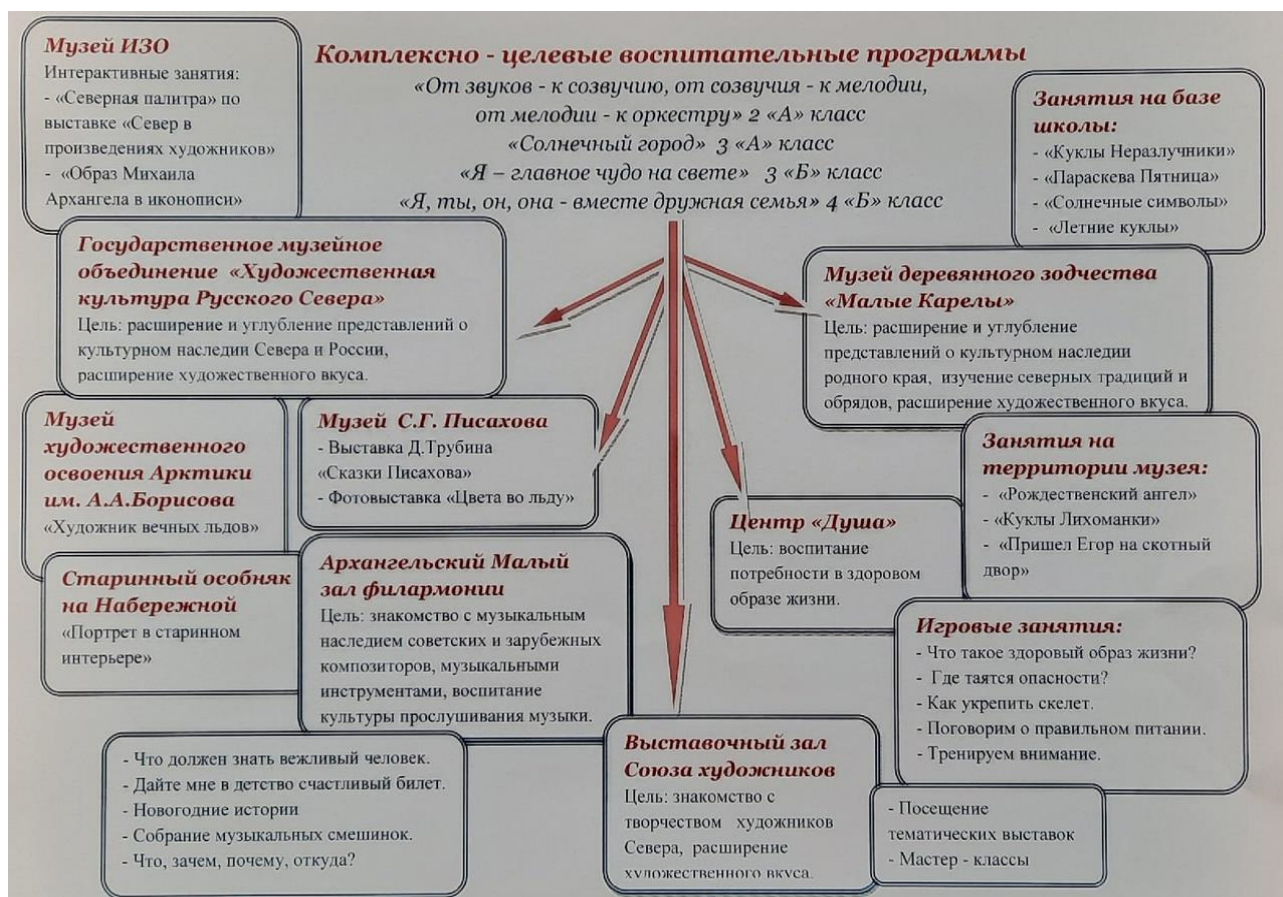 Музей ИЗО
Интерактивные занятия:
- «Северная палитра» по
выставке «Север в
произведениях художников»
- «Образ Михаила
Архангела в иконописи»
Комплексно - целевые воспитательные программы
«От звуков - к созвучию, от созвучия - к мелодии,
от мелодии - к оркестру» 2 «А» класс
«Солнечный город» 3 «А» класс
«Я – главное чудо на свете» 3 «Б» класс
«Я, ты, он, она - вместе дружная семья» 4 «Б» класс
Занятия на базе
школы:
- «Куклы Неразлучники»
- «Параскева Пятница»
- «Солнечные символы»
- «Летние куклы»
Государственное музейное
объединение «Художественная
культура Русского Севера»
Цель: расширение и углубление представлений о
культурном наследии Севера и России,
расширение художественного вкуса.
Музей деревянного зодчества
«Малые Карелы»
Цель: расширение и углубление
представлений о культурном наследии
родного края, изучение северных традиций и
обрядов, расширение художественного вкуса.
Музей
художественного
освоения Арктики
им. А.А.Борисова
«Художник вечных льдов»
Музей С.Г. Писахова
- Выставка Д.Трубина
«Сказки Писахова»
- Фотовыставка «Цвета во льду»
Занятия на
территории музея:
- «Рождественский ангел»
- «Куклы Лихоманки»
- «Пришел Егор на скотный
двор»
Центр «Душа»
Цель: воспитание
потребности в здоровом
образе жизни.
Старинный особняк
на Набережной
«Портрет в старинном
интерьере»
Архангельский Малый
зал филармонии
Цель: знакомство с музыкальным
наследием советских и зарубежных
композиторов, музыкальными
инструментами, воспитание
культуры прослушивания музыки.
Игровые занятия:
- Что такое здоровый образ жизни?
- Где таятся опасности?
- Как укрепить скелет.
- Поговорим о правильном питании.
- Тренируем внимание.
- Что должен знать вежливый человек.
- Дайте мне в детство счастливый билет.
- Новогодние истории
- Собрание музыкальных смешинок.
- Что, зачем, почему, откуда?
Выставочный зал
Союза художников
Цель: знакомство с
творчеством художников
Севера, расширение
художественного вкуса.
- Посещение
тематических выставок
- Мастер - классы